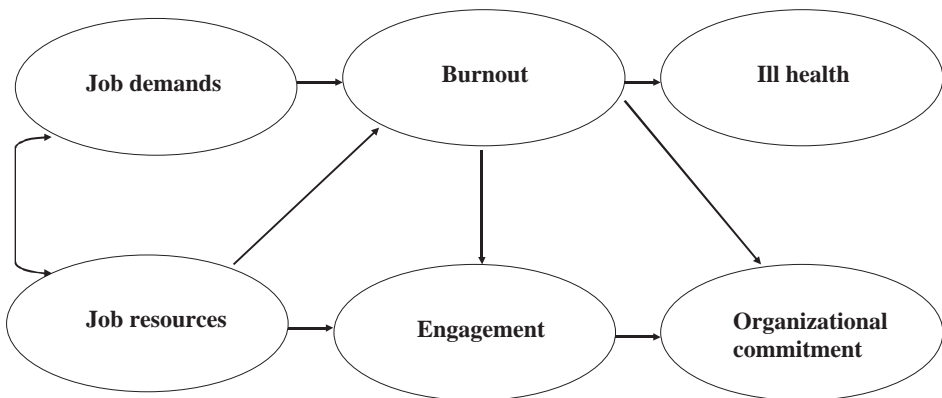 Job demands
Burnout
Ill health
Job resources
Engagement
Organizational
commitment